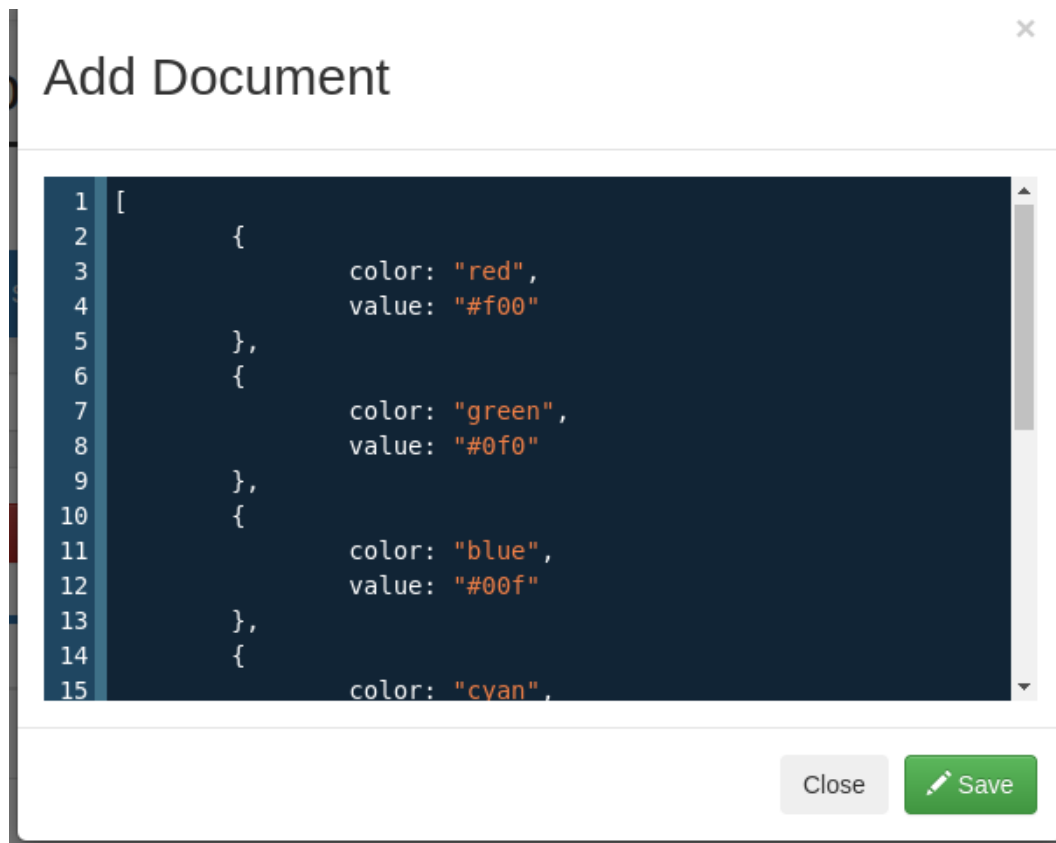 ×
Add Document
1 [
2 {
3 color: "red",
4 value: "#f00"
5 },
6 {
7 color: "green",
8 value: "#0f0"
9 },
10 {
11 color: "blue",
12 value: "#00f"
13 },
14 {
15 color: "cyan",
Close Save